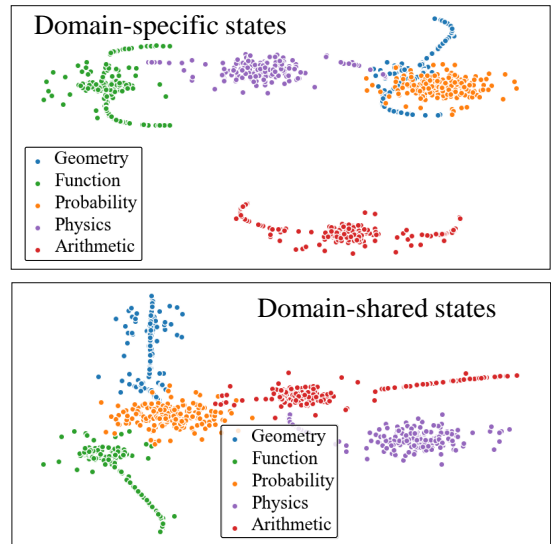 Domain-specific states
Geometry
Function
Probability
Physics
Arithmetic
Domain-shared states
Geometry
Function
Probability
Physics
Arithmetic